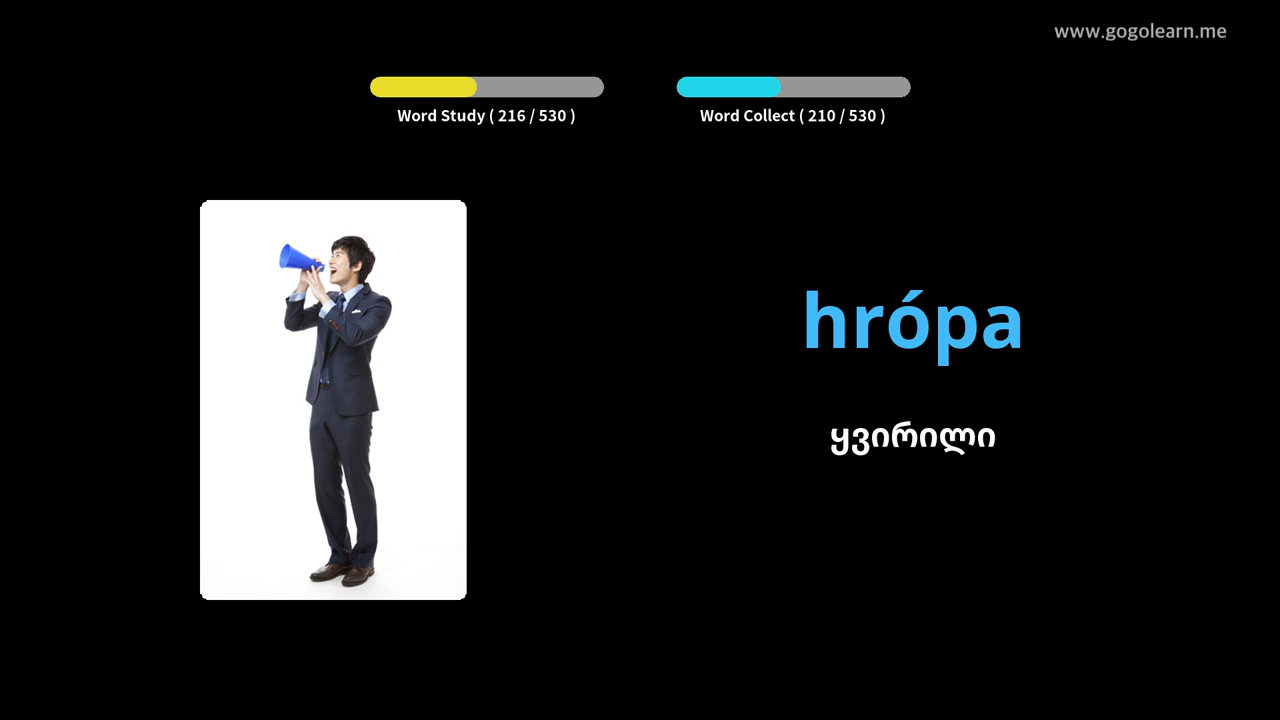 www.gogolearn.me
Word Study ( 216 / 530 )
Word Collect ( 210 / 530 )
hrópa
ყვირილი